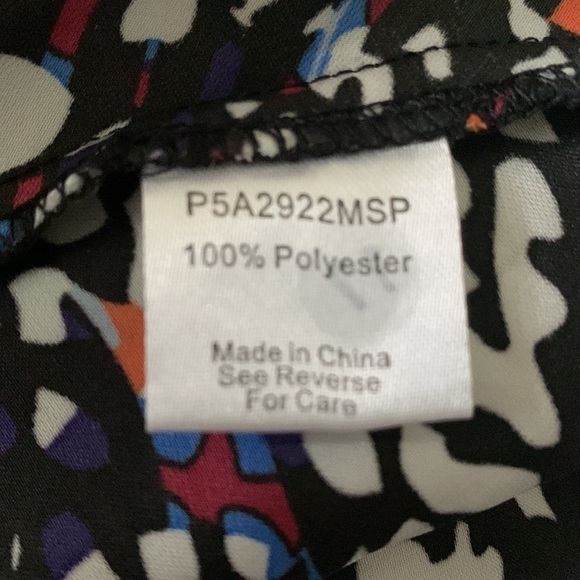 P5A2922MSP
100% Polyester
Made in China
See Reverse
For Care